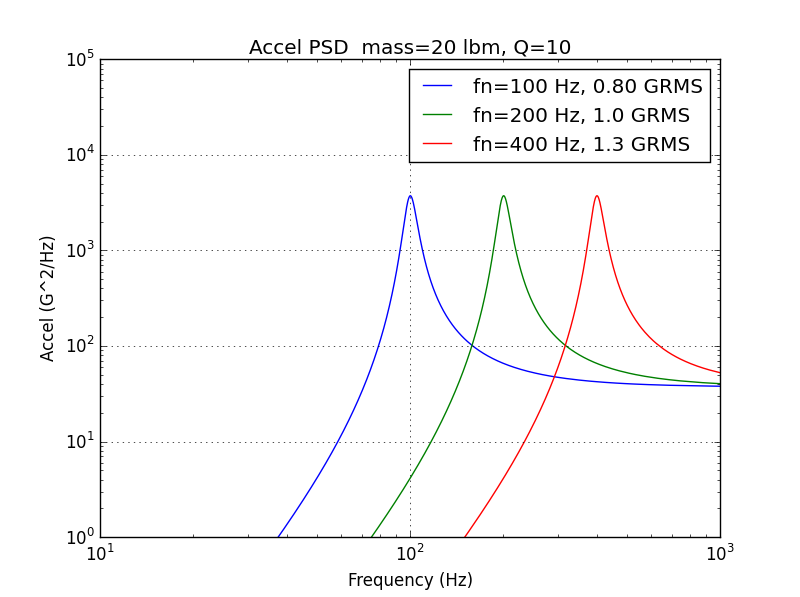 Accel PSD  mass=20 lbm, Q=10
10^5
10^4
10^3
10^2
10^1
10^0
Accel (G^2/Hz)
fn=100 Hz, 0.80 GRMS
fn=200 Hz, 1.0 GRMS
fn=400 Hz, 1.3 GRMS
10^1 10^2 10^3
Frequency (Hz)